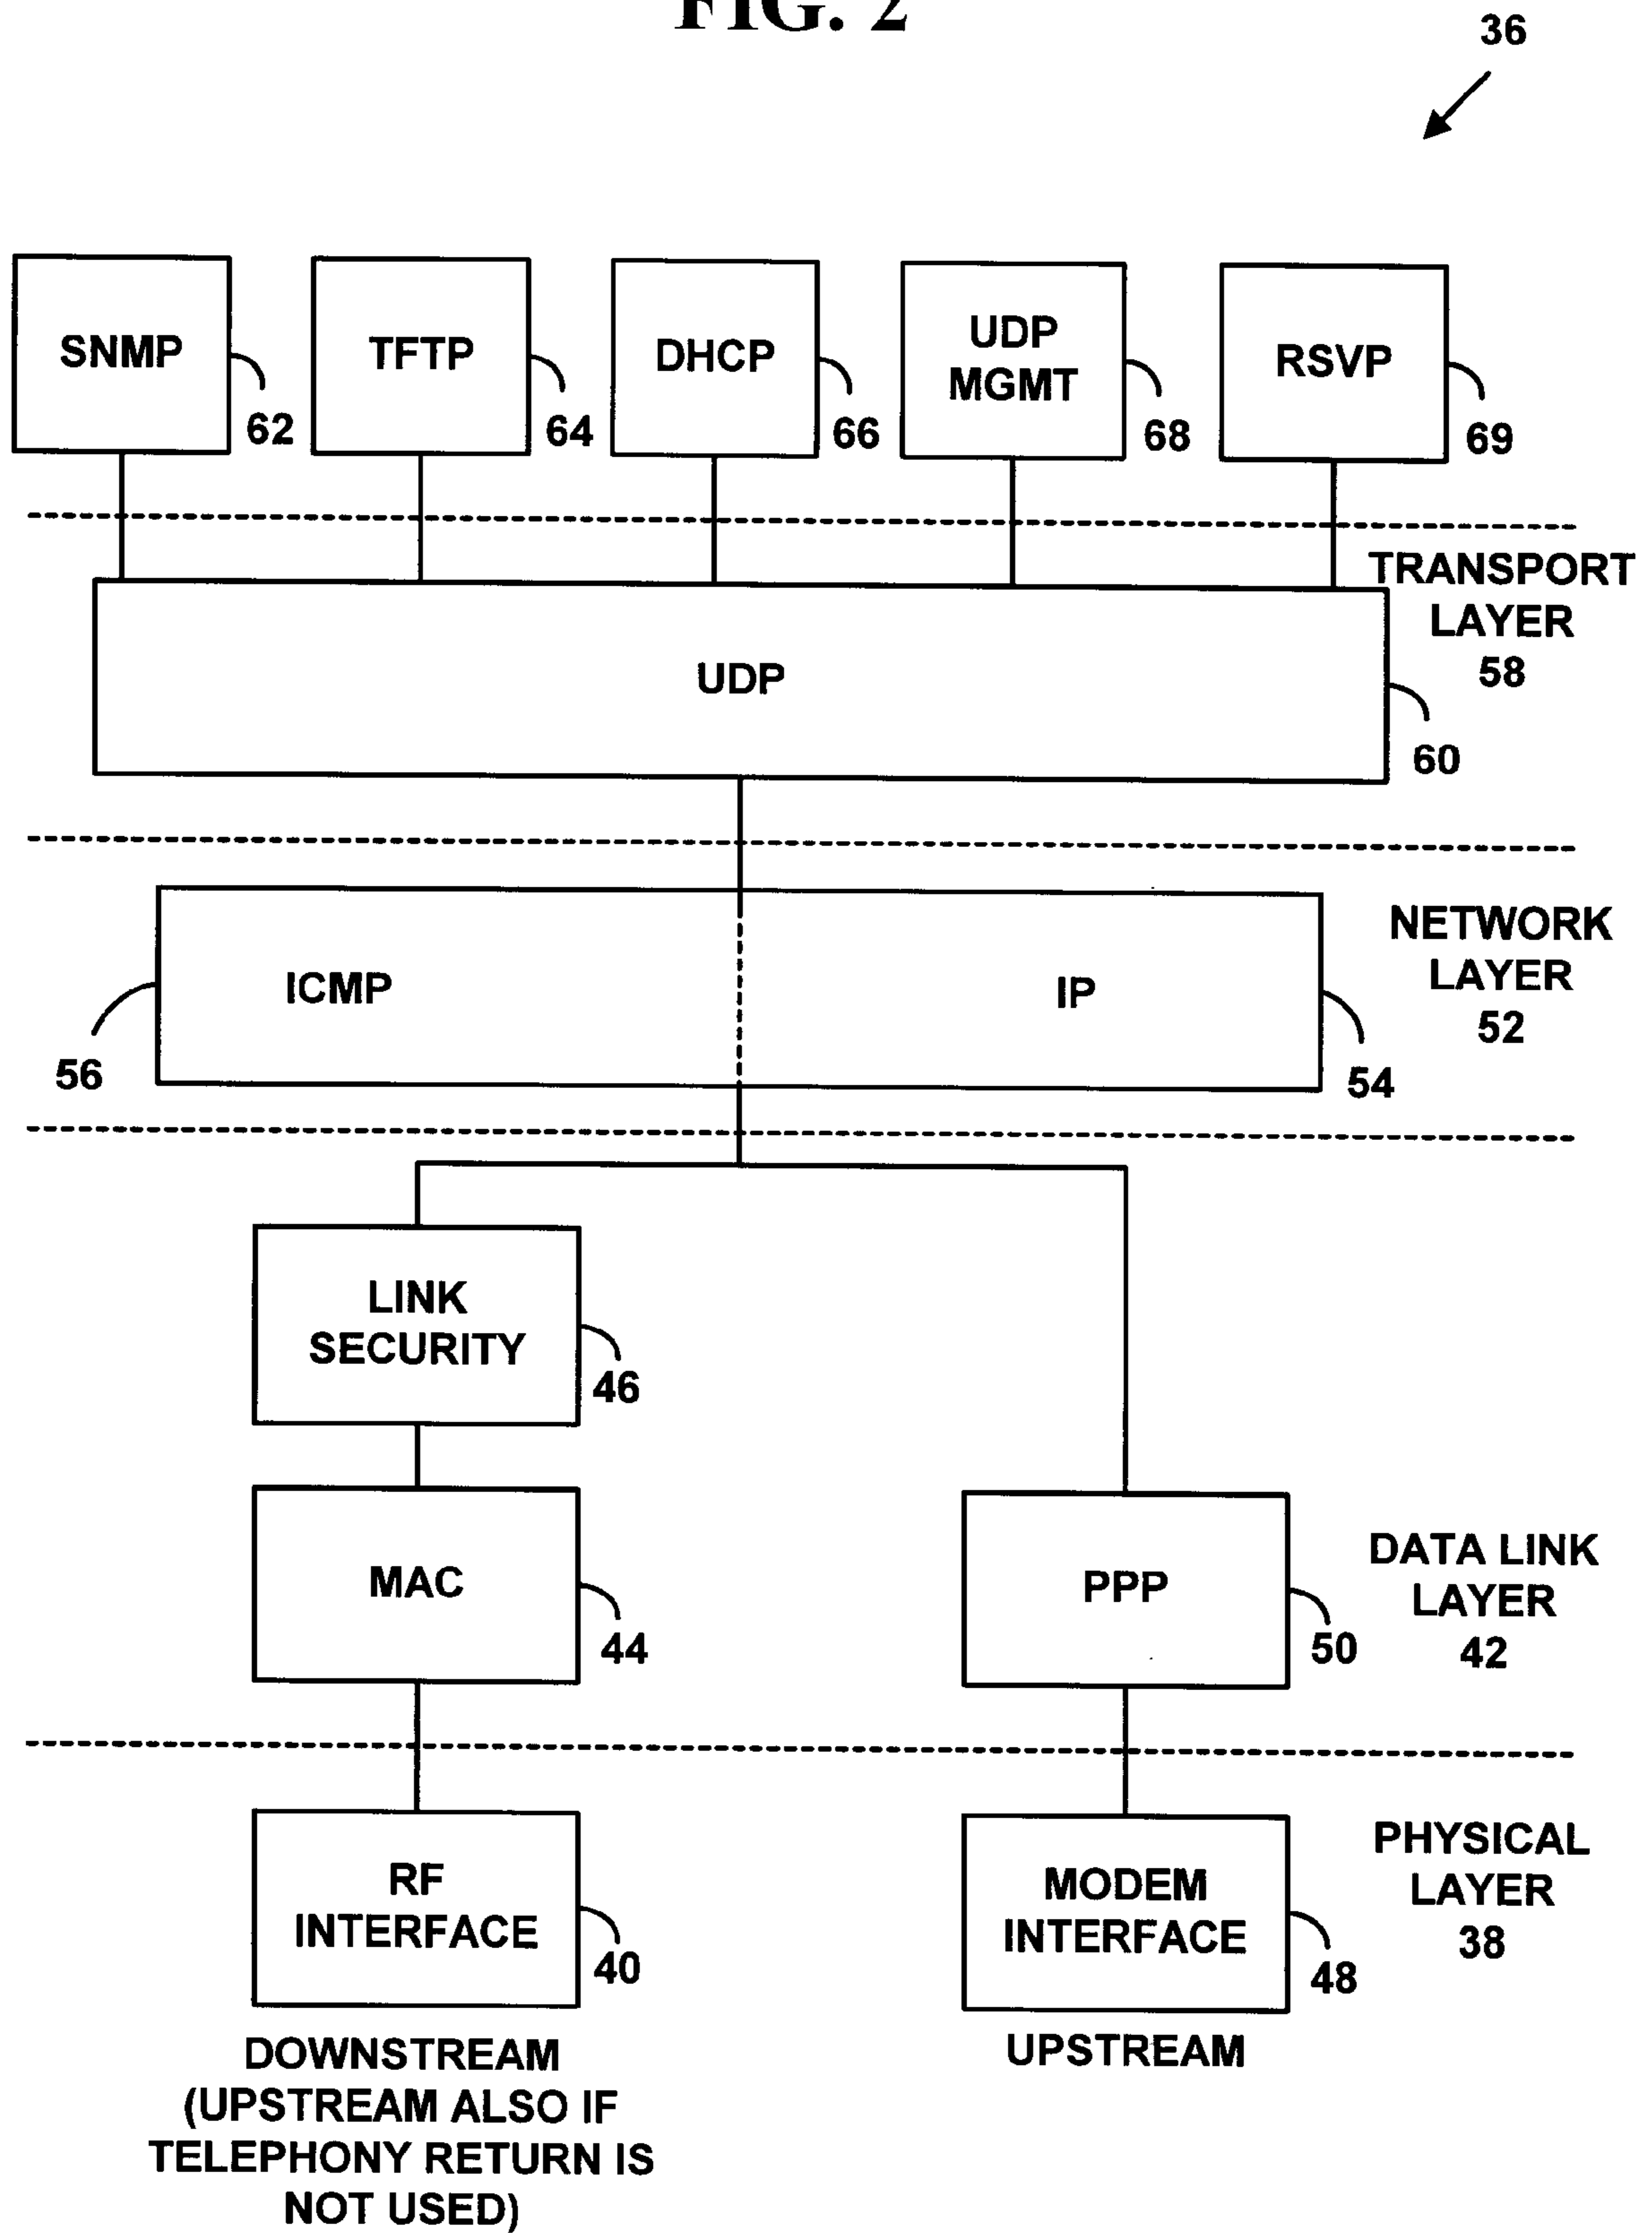 FIG. 2
36
SNMP
62
TFTP
64
DHCP
66
UDP
MGMT
68
RSVP
69
TRANSPORT
LAYER
58
UDP
60
NETWORK
LAYER
52
ICMP
56
IP
54
LINK
SECURITY
46
MAC
44
PPP
50
DATA LINK
LAYER
42
RF
INTERFACE
40
MODEM
INTERFACE
48
PHYSICAL
LAYER
38
DOWNSTREAM
(UPSTREAM ALSO IF
TELEPHONY RETURN IS
NOT USED)
UPSTREAM